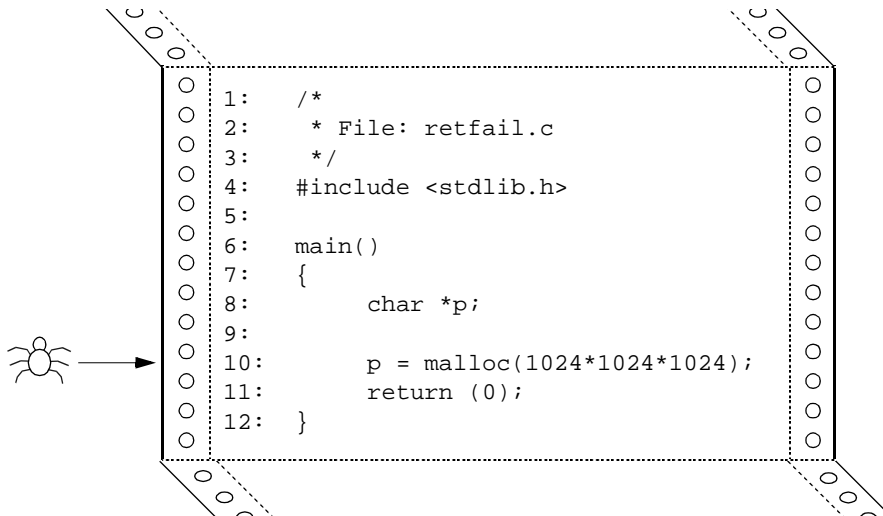 1: /*
2: * File: retfail.c
3: */
4: #include <stdlib.h>
5:
6: main()
7: {
8: char *p;
9:
10: p = malloc(1024*1024*1024);
11: return (0);
12: }